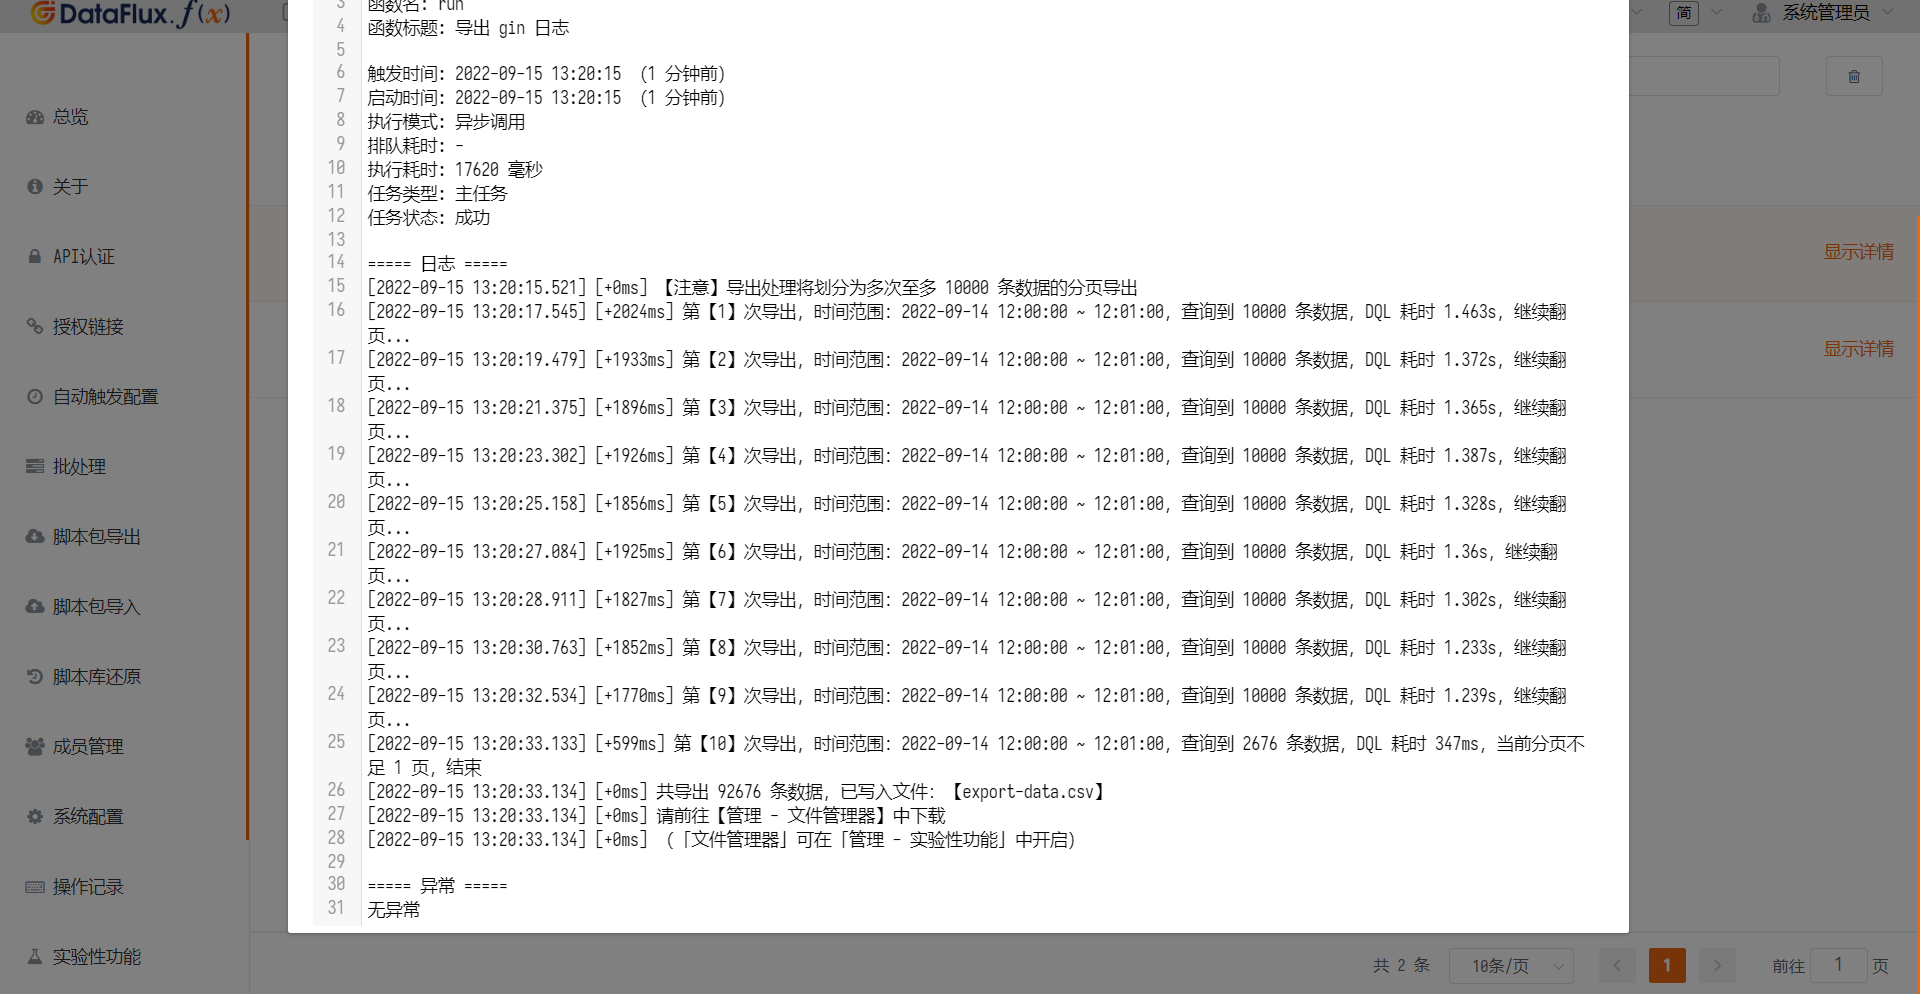 DataFlux.f(x)
简
系统管理员
总览
关于
API认证
授权链接
自动触发配置
批处理
脚本包导出
脚本包导入
脚本库还原
成员管理
系统配置
操作记录
实验性功能
3 函数名: run
4 函数标题: 导出 gin 日志
5
6 触发时间: 2022-09-15 13:20:15 (1 分钟前)
7 启动时间: 2022-09-15 13:20:15 (1 分钟前)
8 执行模式: 异步调用
9 排队耗时: -
10 执行耗时: 17620 毫秒
11 任务类型: 主任务
12 任务状态: 成功
13
14 ===== 日志 =====
15 [2022-09-15 13:20:15.521] [+0ms] 【注意】导出处理将划分为多次至多 10000 条数据的分页导出
16 [2022-09-15 13:20:17.545] [+2024ms] 第【1】次导出，时间范围：2022-09-14 12:00:00 ~ 12:01:00，查询到 10000 条数据，DQL 耗时 1.463s，继续翻
页...
17 [2022-09-15 13:20:19.479] [+1933ms] 第【2】次导出，时间范围：2022-09-14 12:00:00 ~ 12:01:00，查询到 10000 条数据，DQL 耗时 1.372s，继续翻
页...
18 [2022-09-15 13:20:21.375] [+1896ms] 第【3】次导出，时间范围：2022-09-14 12:00:00 ~ 12:01:00，查询到 10000 条数据，DQL 耗时 1.365s，继续翻
页...
19 [2022-09-15 13:20:23.302] [+1926ms] 第【4】次导出，时间范围：2022-09-14 12:00:00 ~ 12:01:00，查询到 10000 条数据，DQL 耗时 1.387s，继续翻
页...
20 [2022-09-15 13:20:25.158] [+1856ms] 第【5】次导出，时间范围：2022-09-14 12:00:00 ~ 12:01:00，查询到 10000 条数据，DQL 耗时 1.328s，继续翻
页...
21 [2022-09-15 13:20:27.084] [+1925ms] 第【6】次导出，时间范围：2022-09-14 12:00:00 ~ 12:01:00，查询到 10000 条数据，DQL 耗时 1.36s，继续翻
页...
22 [2022-09-15 13:20:28.911] [+1827ms] 第【7】次导出，时间范围：2022-09-14 12:00:00 ~ 12:01:00，查询到 10000 条数据，DQL 耗时 1.302s，继续翻
页...
23 [2022-09-15 13:20:30.763] [+1852ms] 第【8】次导出，时间范围：2022-09-14 12:00:00 ~ 12:01:00，查询到 10000 条数据，DQL 耗时 1.233s，继续翻
页...
24 [2022-09-15 13:20:32.534] [+1770ms] 第【9】次导出，时间范围：2022-09-14 12:00:00 ~ 12:01:00，查询到 10000 条数据，DQL 耗时 1.239s，继续翻
页...
25 [2022-09-15 13:20:33.133] [+599ms] 第【10】次导出，时间范围：2022-09-14 12:00:00 ~ 12:01:00，查询到 2676 条数据，DQL 耗时 347ms，当前分页不
足 1 页，结束
26 [2022-09-15 13:20:33.134] [+0ms] 共导出 92676 条数据，已写入文件：【export-data.csv】
27 [2022-09-15 13:20:33.134] [+0ms] 请前往【管理 - 文件管理器】中下载
28 [2022-09-15 13:20:33.134] [+0ms] （「文件管理器」可在「管理 - 实验性功能」中开启）
29
30 ===== 异常 =====
31 无异常
显示详情
显示详情
共 2 条 10条/页 1 前往 1 页